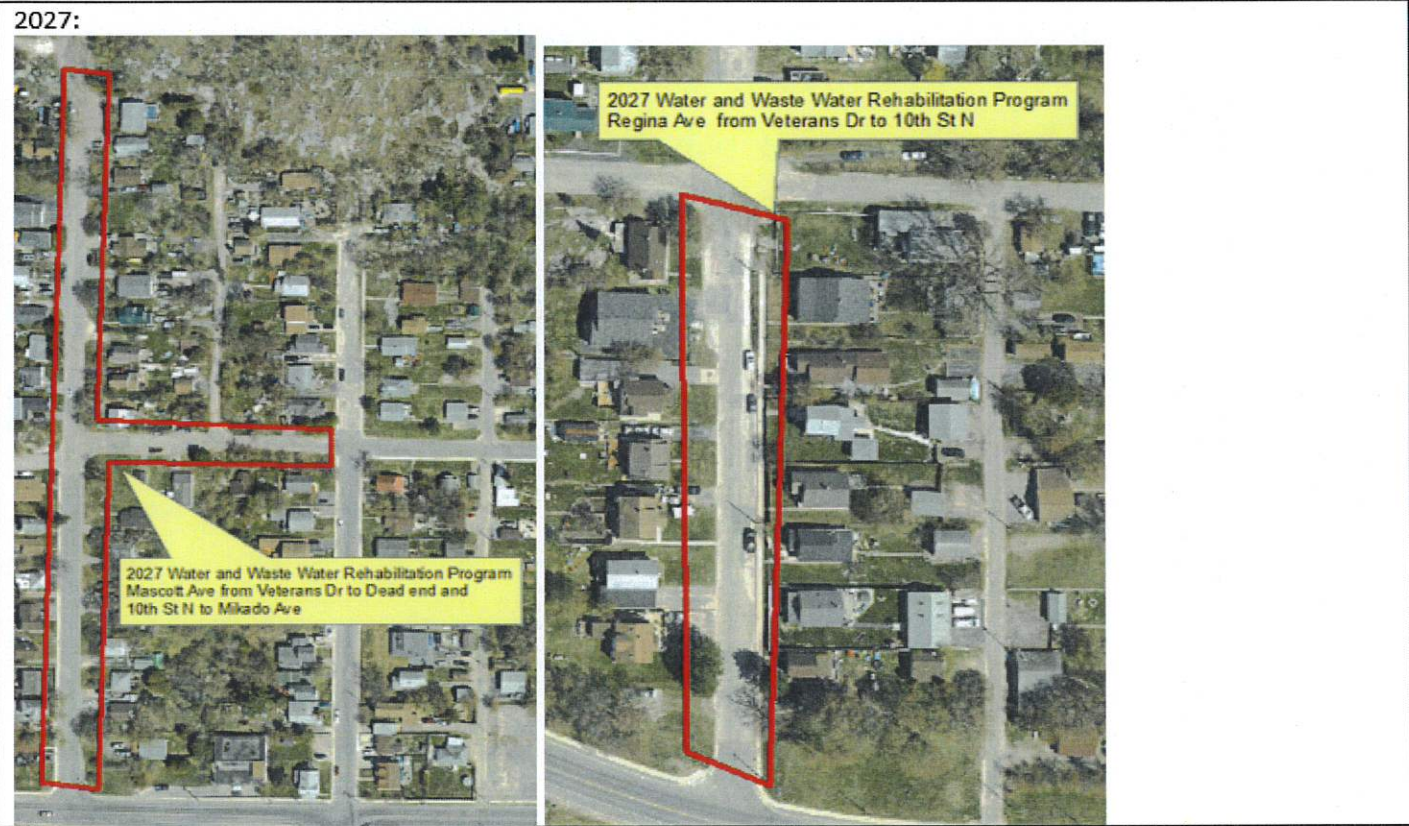 2027:
2027 Water and Waste Water Rehabilitation Program
Mascott Ave from Veterans Dr to Dead end and
10th St N to Mikado Ave
2027 Water and Waste Water Rehabilitation Program
Regina Ave from Veterans Dr to 10th St N